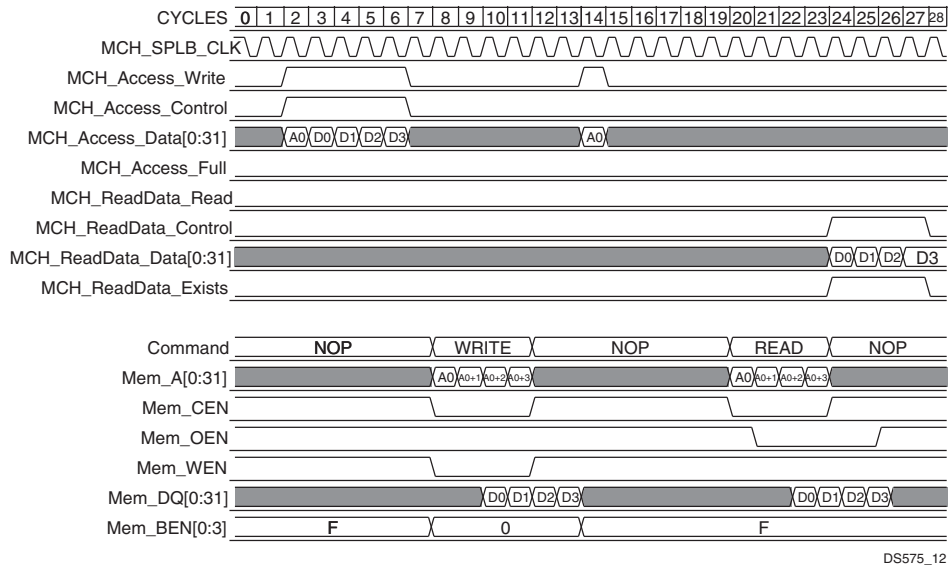 CYCLES 0 1 2 3 4 5 6 7 8 9 10 11 12 13 14 15 16 17 18 19 20 21 22 23 24 25 26 27 28
MCH_SPLB_CLK
MCH_Access_Write
MCH_Access_Control
MCH_Access_Data[0:31] A0 D0 D1 D2 D3 A0
MCH_Access_Full
MCH_ReadData_Read
MCH_ReadData_Control
MCH_ReadData_Data[0:31] D0 D1 D2 D3
MCH_ReadData_Exists
Command NOP WRITE NOP READ NOP
Mem_A[0:31] A0 A0+1 A0+2 A0+3 A0 A0+1 A0+2 A0+3
Mem_CEN
Mem_OEN
Mem_WEN
Mem_DQ[0:31] D0 D1 D2 D3 D0 D1 D2 D3
Mem_BEN[0:3] F 0 F
DS575_12